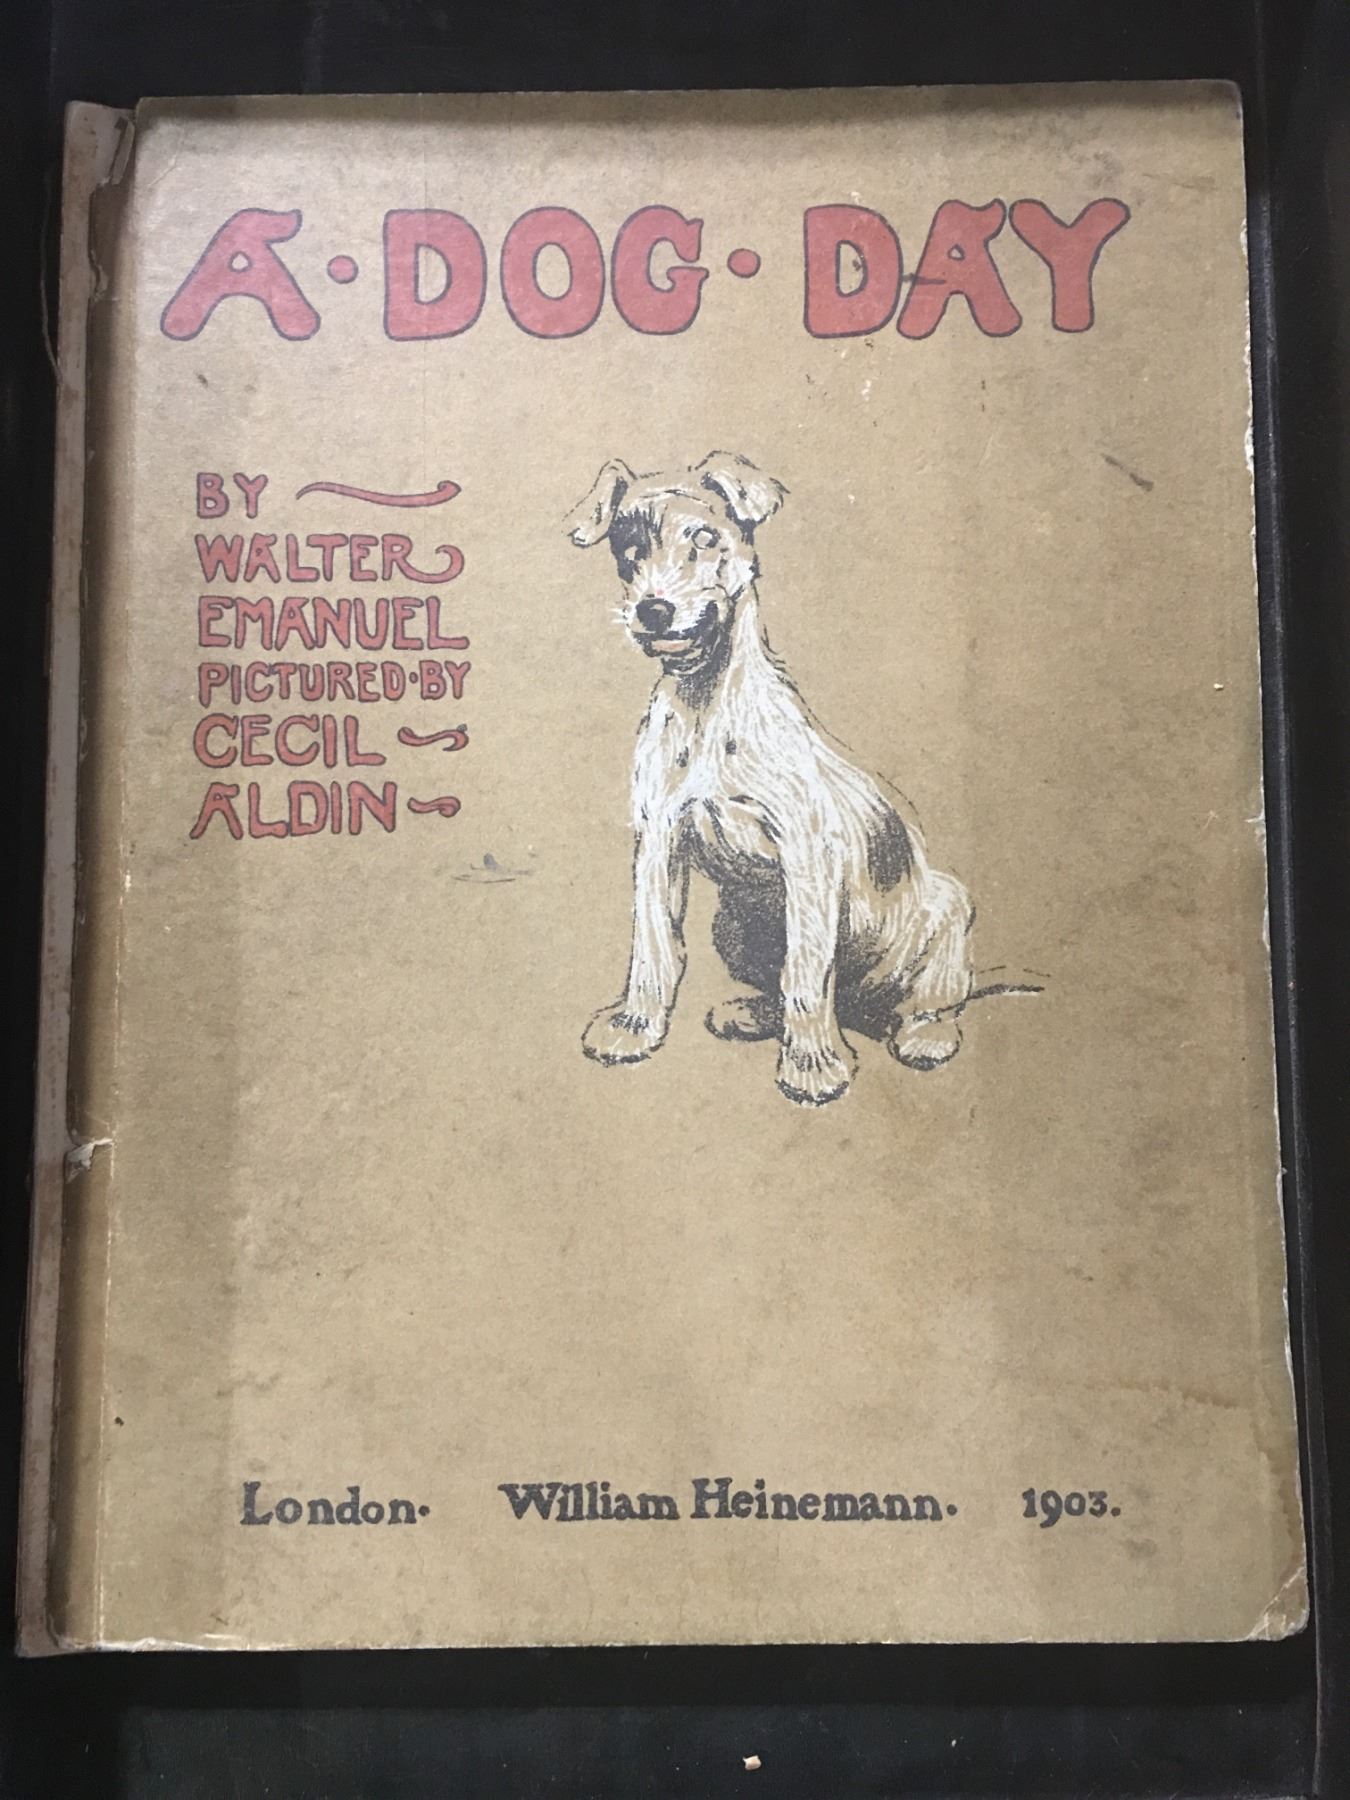 A · DOG · DAY
BY
WALTER
EMANUEL
PICTURED · BY
CECIL
ALDIN
London. William Heinemann. 1903.